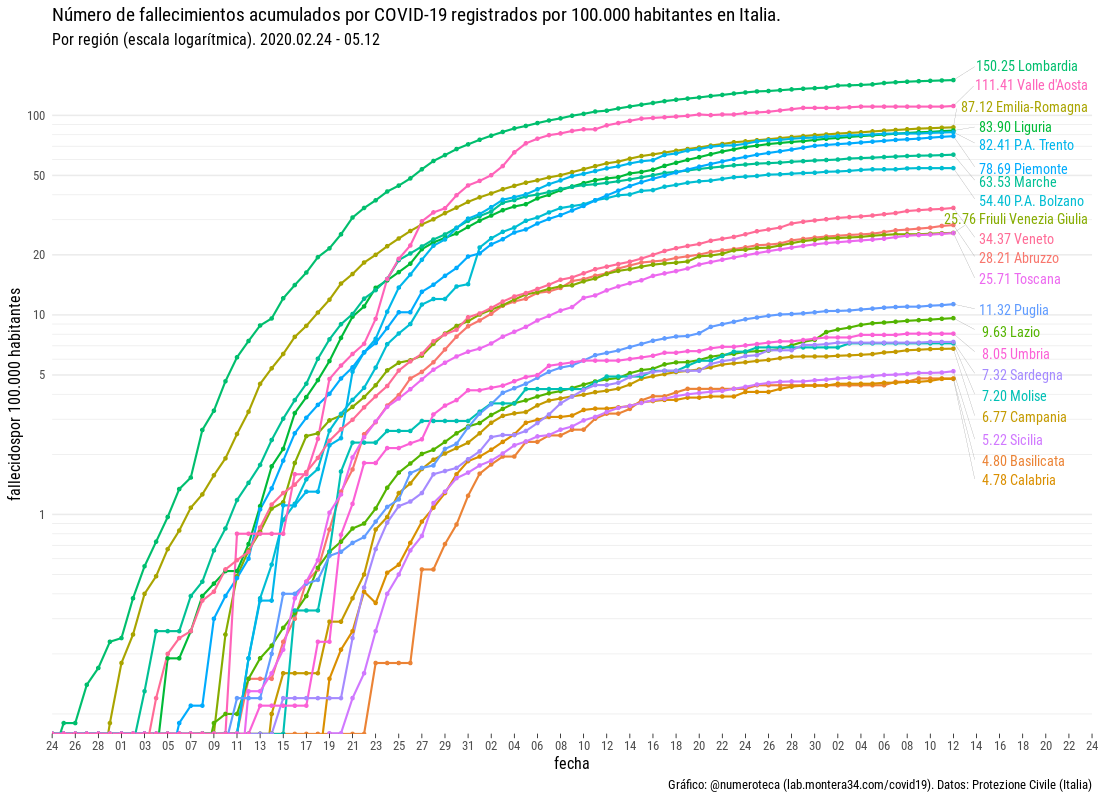 Número de fallecimientos acumulados por COVID-19 registrados por 100.000 habitantes en Italia.
Por región (escala logarítmica). 2020.02.24 - 05.12
150.25 Lombardia
111.41 Valle d'Aosta
87.12 Emilia-Romagna
83.90 Liguria
82.41 P.A. Trento
78.69 Piemonte
63.53 Marche
54.40 P.A. Bolzano
25.76 Friuli Venezia Giulia
34.37 Veneto
28.21 Abruzzo
25.71 Toscana
11.32 Puglia
9.63 Lazio
8.05 Umbria
7.32 Sardegna
7.20 Molise
6.77 Campania
5.22 Sicilia
4.80 Basilicata
4.78 Calabria
100
50
20
10
5
1
fallecidospor 100.000 habitantes
24 26 28 01 03 05 07 09 11 13 15 17 19 21 23 25 27 29 31 02 04 06 08 10 12 14 16 18 20 22 24 26 28 30 02 04 06 08 10 12 14 16 18 20 22 24
fecha
Gráfico: @numeroteca (lab.montera34.com/covid19). Datos: Protezione Civile (Italia)